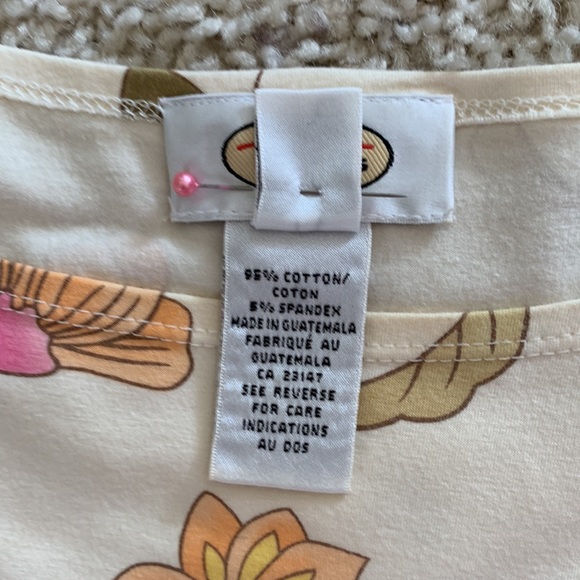 95% COTTON/
COTON
5% SPANDEX
MADE IN GUATEMALA
FABRIQUÉ AU
GUATEMALA
CA 23147
SEE REVERSE
FOR CARE
INDICATIONS
AU DOS